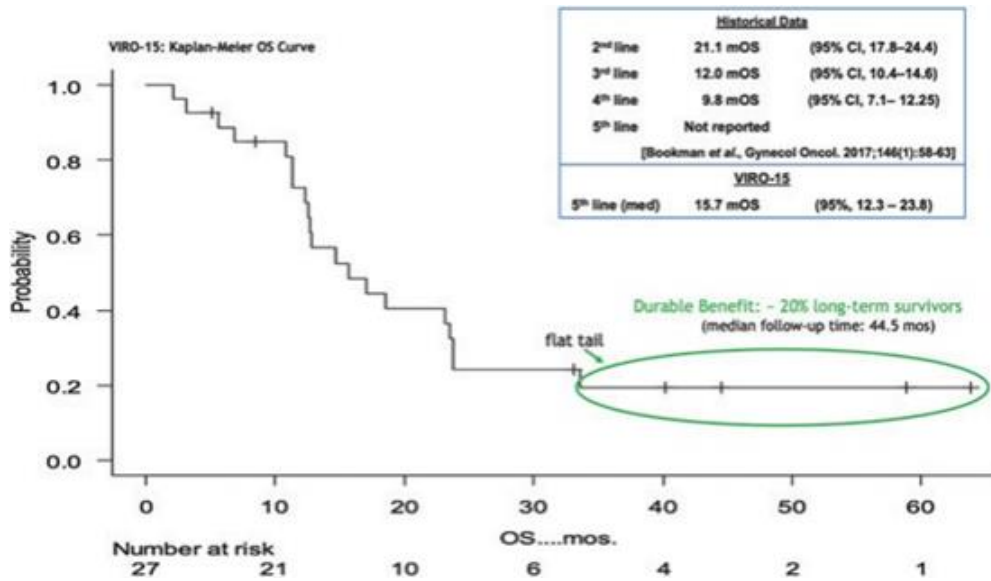 VIRO-15: Kaplan-Meier OS Curve
Historical Data
2nd line 21.1 mOS (95% CI, 17.8–24.4)
3rd line 12.0 mOS (95% CI, 10.4–14.6)
4th line 9.8 mOS (95% CI, 7.1– 12.25)
5th line Not reported
[Bookman et al., Gynecol Oncol. 2017;146(1):58-63]
VIRO-15
5th line (med) 15.7 mOS (95%, 12.3 – 23.8)
Probability
1.0
0.8
0.6
0.4
0.2
0.0
Durable Benefit: ~ 20% long-term survivors
(median follow-up time: 44.5 mos)
flat tail
0 10 20 30 40 50 60
OS....mos.
Number at risk
27 21 10 6 4 2 1